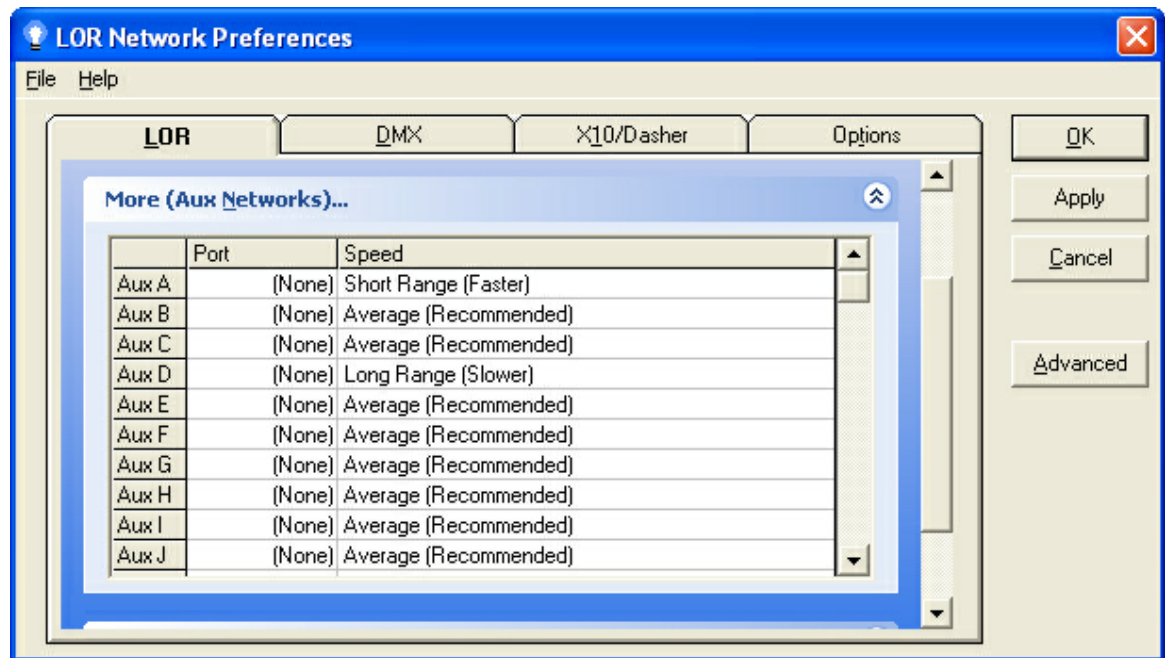 LOR Network Preferences
File Help
LOR DMX X10/Dasher Options
OK
More (Aux Networks)...
Apply
Port Speed
Cancel
Aux A (None) Short Range (Faster)
Aux B (None) Average (Recommended)
Aux C (None) Average (Recommended)
Aux D (None) Long Range (Slower)
Advanced
Aux E (None) Average (Recommended)
Aux F (None) Average (Recommended)
Aux G (None) Average (Recommended)
Aux H (None) Average (Recommended)
Aux I (None) Average (Recommended)
Aux J (None) Average (Recommended)